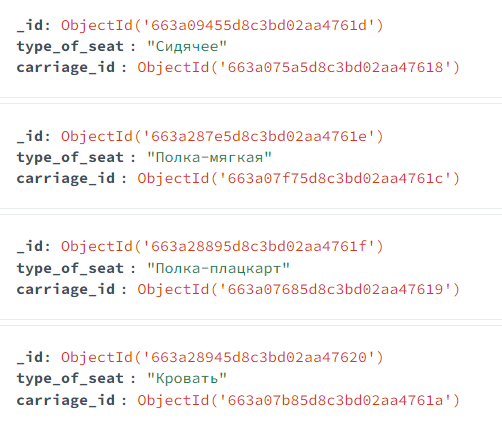 _id: ObjectId('663a09455d8c3bd02aa4761d')
type_of_seat : "Сидячее"
carriage_id : ObjectId('663a075a5d8c3bd02aa47618')
_id: ObjectId('663a287e5d8c3bd02aa4761e')
type_of_seat : "Полка-мягкая"
carriage_id : ObjectId('663a07f75d8c3bd02aa4761c')
_id: ObjectId('663a28895d8c3bd02aa4761f')
type_of_seat : "Полка-плацкарт"
carriage_id : ObjectId('663a07685d8c3bd02aa47619')
_id: ObjectId('663a28945d8c3bd02aa47620')
type_of_seat : "Кровать"
carriage_id : ObjectId('663a07b85d8c3bd02aa4761a')